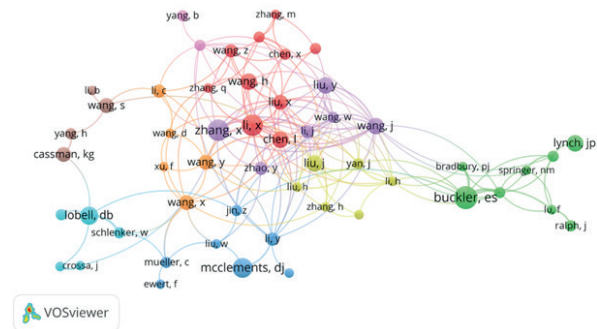 yang, b
zhang, m
wang, z
chen, x
li, b
li, c
zhang, q
wang, h
liu, y
wang, s
liu, x
wang, w
yang, h
wang, d
zhang, x
li, x
chen, l
li, j
wang, j
cassman, kg
xu, f
wang, y
zhao, y
liu, j
yan, j
bradbury, pj
springer, nm
lynch, jp
liu, h
li, h
buckler, es
wang, x
jin, z
zhang, h
lu, f
ralph, j
lobell, db
schlenker, w
liu, w
li, y
crossa, j
mueller, c
mcclements, dj
ewert, f
VOSviewer